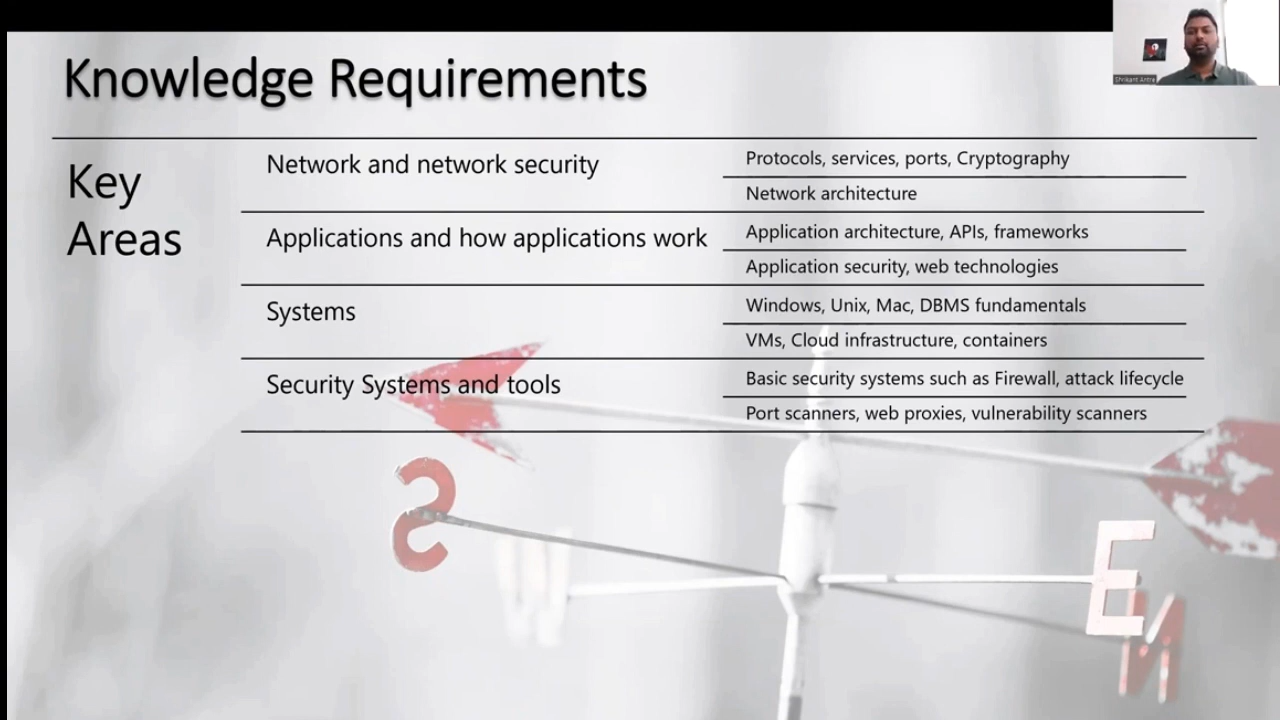 Knowledge Requirements
Key
Areas
Network and network security
Protocols, services, ports, Cryptography
Network architecture
Applications and how applications work
Application architecture, APIs, frameworks
Application security, web technologies
Systems
Windows, Unix, Mac, DBMS fundamentals
VMs, Cloud infrastructure, containers
Security Systems and tools
Basic security systems such as Firewall, attack lifecycle
Port scanners, web proxies, vulnerability scanners
S
W
E
N